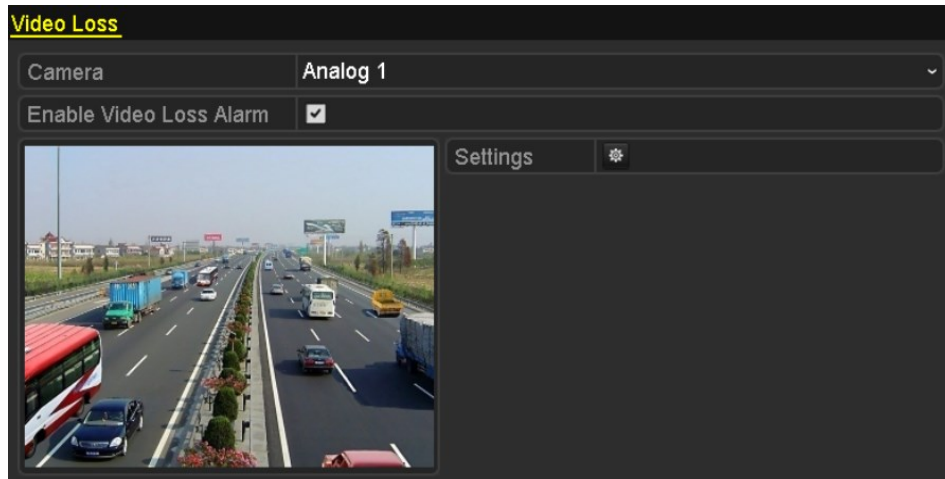 Video Loss
Camera
Analog 1
Enable Video Loss Alarm
Settings